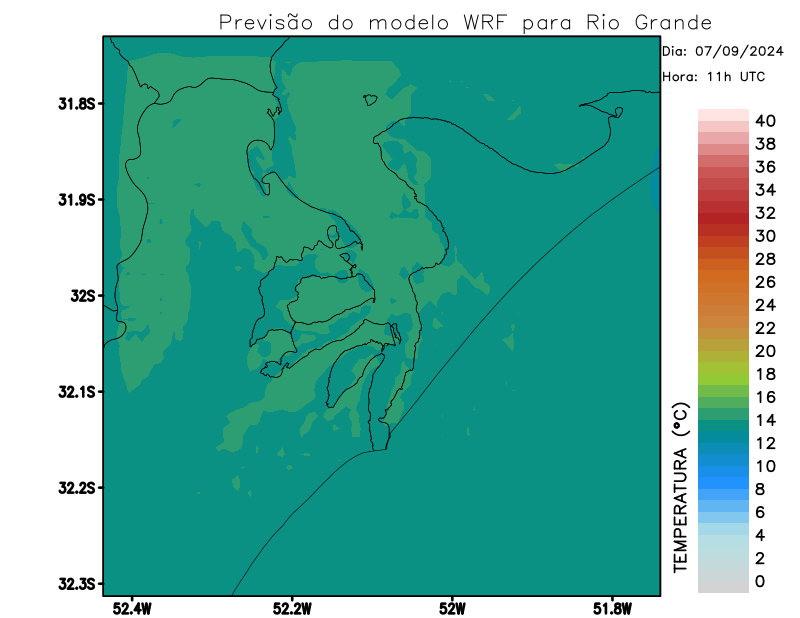 Previsão do modelo WRF para Rio Grande
Dia: 07/09/2024
Hora: 11h UTC
31.8S
31.9S
32S
32.1S
32.2S
32.3S
52.4W
52.2W
52W
51.8W
TEMPERATURA (°C)
40
38
36
34
32
30
28
26
24
22
20
18
16
14
12
10
8
6
4
2
0